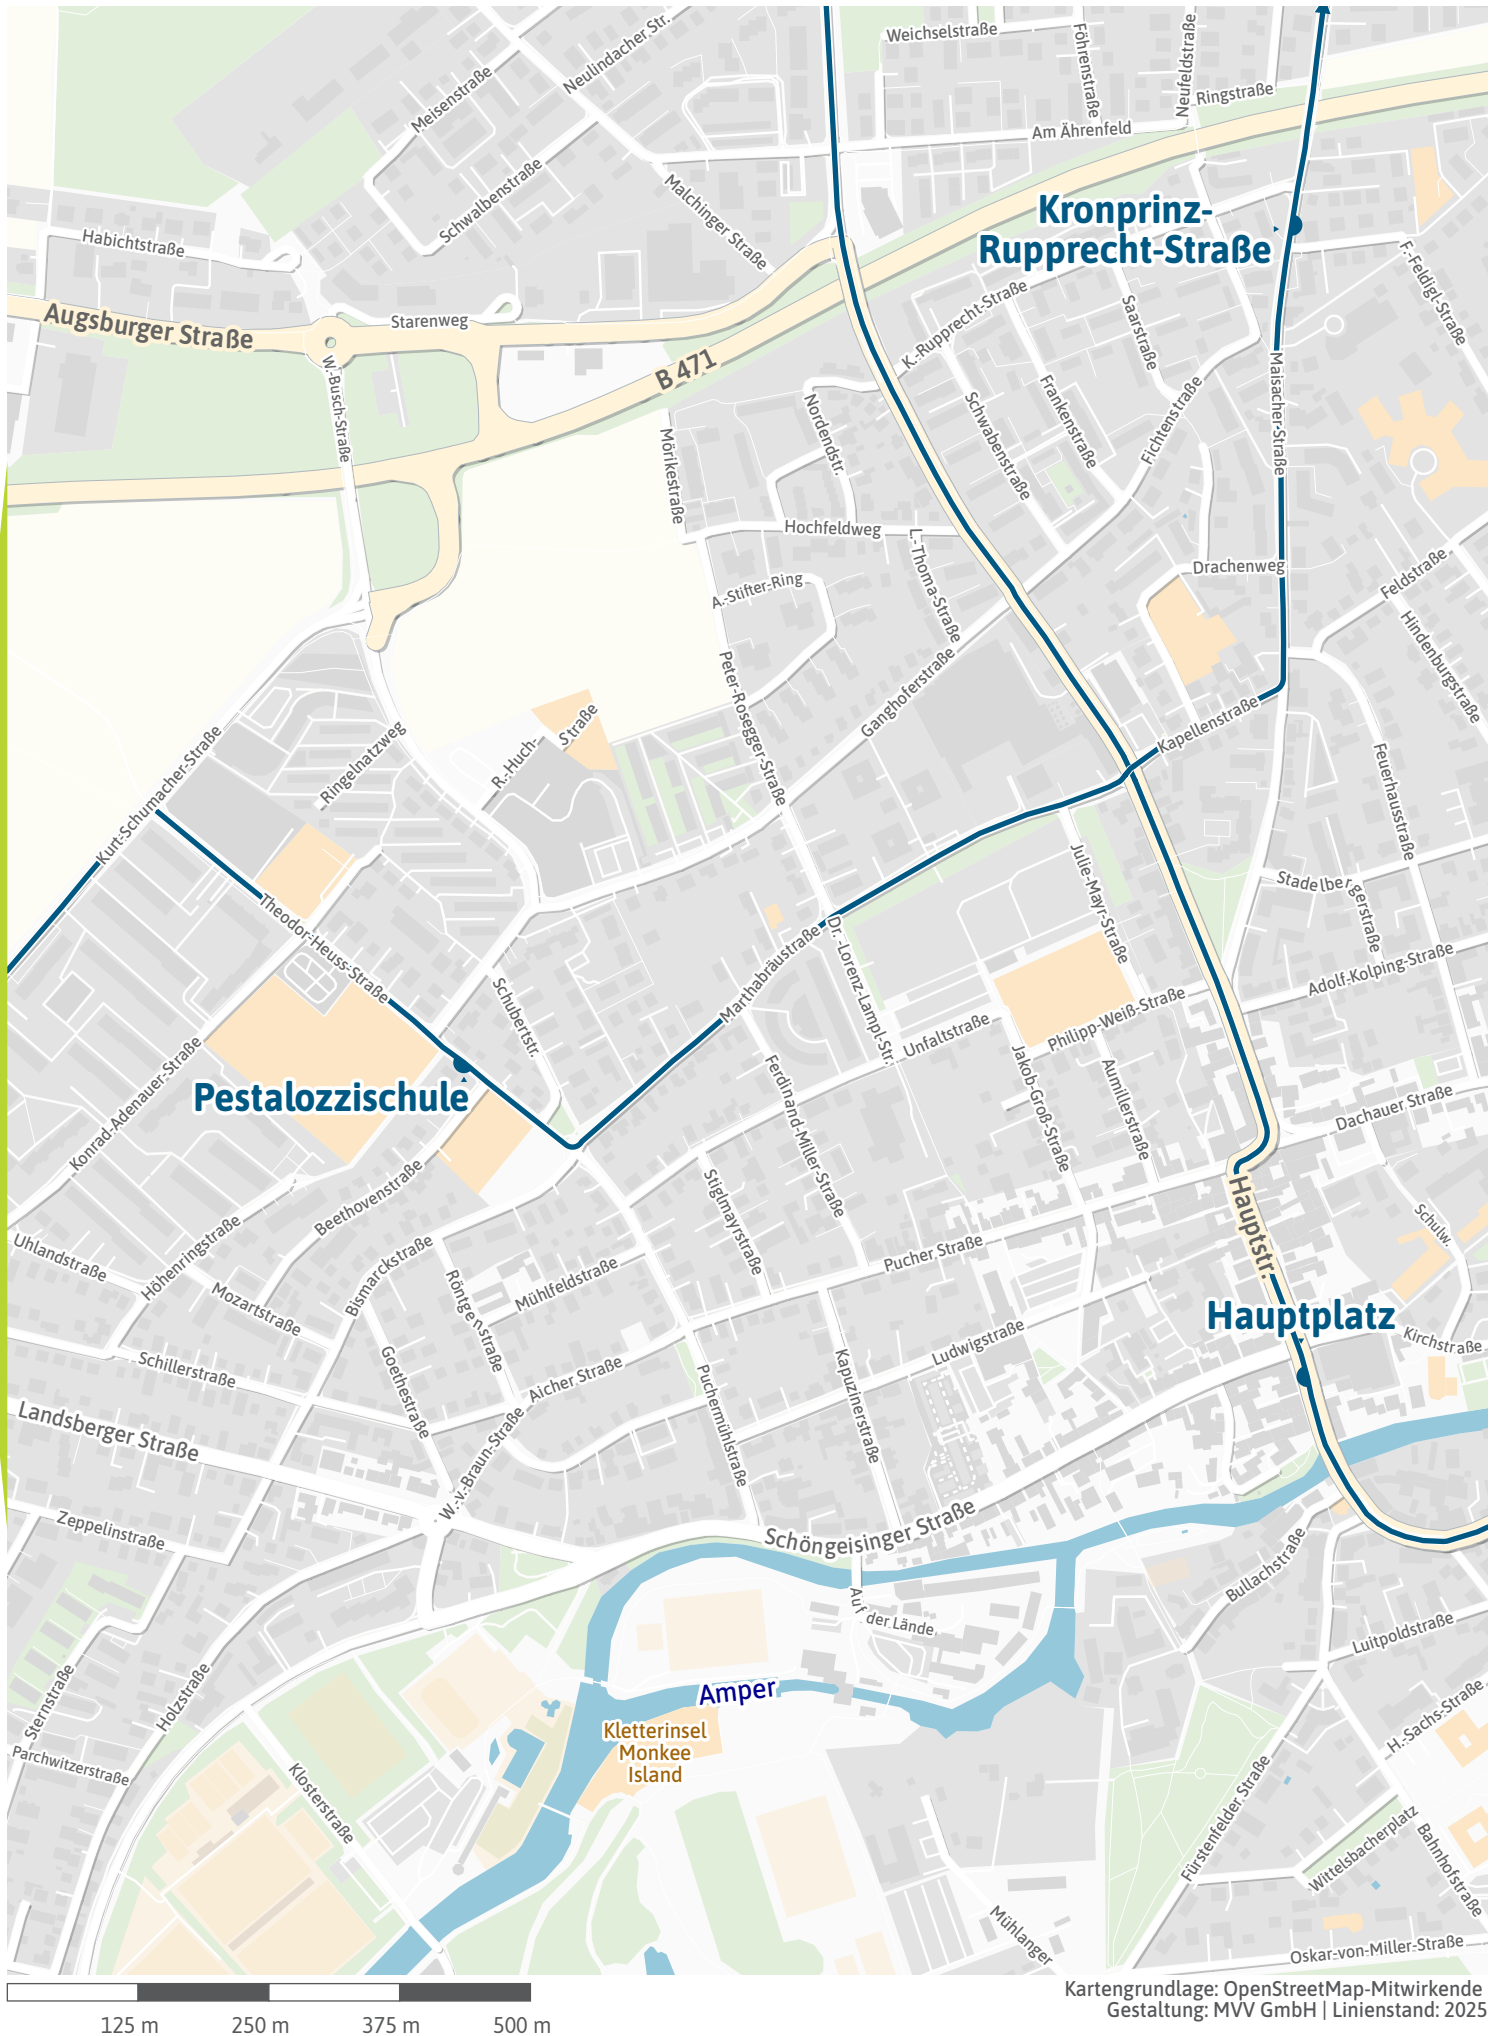 Weichselstraße
Föhrenstraße
Neufeldstraße
Neulindacher Str.
Meisenstraße
Ringstraße
Am Ährenfeld
Schwalbenstraße
Malchinger Straße
Kronprinz-
Rupprecht-Straße
Habichtstraße
F.-Feldigl-Straße
Augsburger Straße
Starenweg
K.-Rupprecht-Straße
Saarstraße
B 471
W.-Busch-Straße
Maisacher-Straße
Frankenstraße
Fichtenstraße
Nordendstr.
Schwabenstraße
Mörikestraße
Hochfeldweg
L.-Thoma-Straße
Drachenweg
Feldstraße
A.-Stifter-Ring
Hindenburgstraße
Peter-Rosegger-Straße
Ganghoferstraße
Kapellenstraße
R.-Huch-
Straße
Ringelnatzweg
Kurt-Schumacher-Straße
Feuerhausstraße
Julie-Mayr-Straße
Stadelbergerstraße
Theodor-Heuss-Straße
Marthabräustraße
Dr.-Lorenz-Lampl-Str.
Adolf-Kolping-Straße
Schubertstr.
Philipp-Weiß-Straße
Unfaltstraße
Konrad-Adenauer-Straße
Pestalozzischule
Ferdinand-Miller-Straße
Jakob-Groß-Straße
Aumillerstraße
Dachauer Straße
Beethovenstraße
Stiglmayrstraße
Hauptstr.
Schulw.
Uhlandstraße
Höhenringstraße
Bismarckstraße
Pucher Straße
Röntgenstraße
Mühlfeldstraße
Mozartstraße
Hauptplatz
Kirchstraße
Ludwigstraße
Schillerstraße
Goethestraße
Aicher Straße
Puchermühlstraße
Kapuzinerstraße
Landsberger Straße
W.-v.-Braun-Straße
Zeppelinstraße
Schöngeisinger Straße
Bullachstraße
Auf der Lände
Luitpoldstraße
Sternstraße
Holzstraße
Amper
H.-Sachs-Straße
Kletterinsel
Monkee
Island
Parchwitzerstraße
Klosterstraße
Fürstenfelder Straße
Wittelsbacherplatz
Bahnhofstraße
Mühlanger
Oskar-von-Miller-Straße
Kartengrundlage: OpenStreetMap-Mitwirkende
Gestaltung: MVV GmbH | Linienstand: 2025
125 m 250 m 375 m 500 m